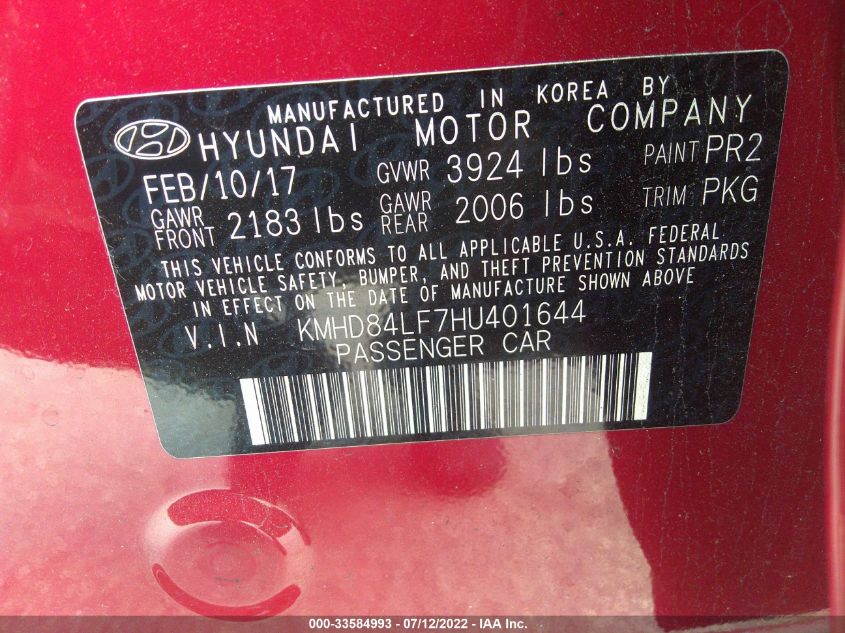 MANUFACTURED IN KOREA BY
HYUNDAI MOTOR COMPANY
FEB/10/17 GVWR 3924 lbs PAINT PR2
GAWR FRONT 2183 lbs GAWR REAR 2006 lbs TRIM PKG
THIS VEHICLE CONFORMS TO ALL APPLICABLE U.S.A. FEDERAL
MOTOR VEHICLE SAFETY, BUMPER, AND THEFT PREVENTION STANDARDS
IN EFFECT ON THE DATE OF MANUFACTURE SHOWN ABOVE
V.I.N KMHD84LF7HU401644
PASSENGER CAR
000-33584993 - 07/12/2022 - IAA Inc.